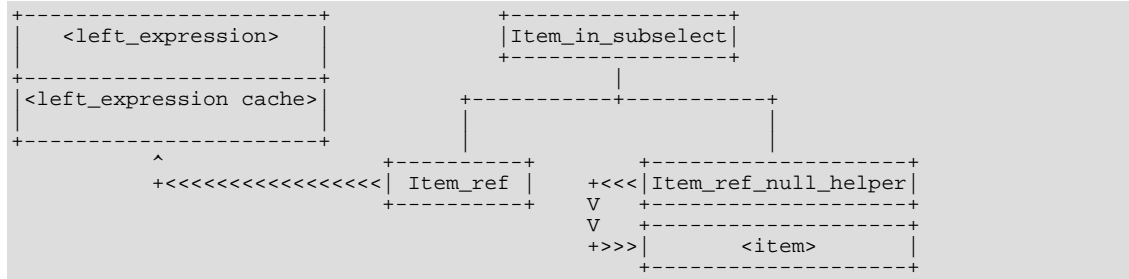 +-----------------------+              +-----------------+
|   <left_expression>   |              |Item_in_subselect|
|                       |              +-----------------+
+-----------------------+                       |
|<left_expression cache>|           +-----------+-----------+
|                       |           |                       |
+-----------------------+           |                       |
           ^                  +----------+        +--------------------+
           +<<<<<<<<<<<<<<<<<| Item_ref |    +<<<|Item_ref_null_helper|
                              +----------+    V   +--------------------+
                                              V   +--------------------+
                                              +>>>|       <item>       |
                                                  +--------------------+